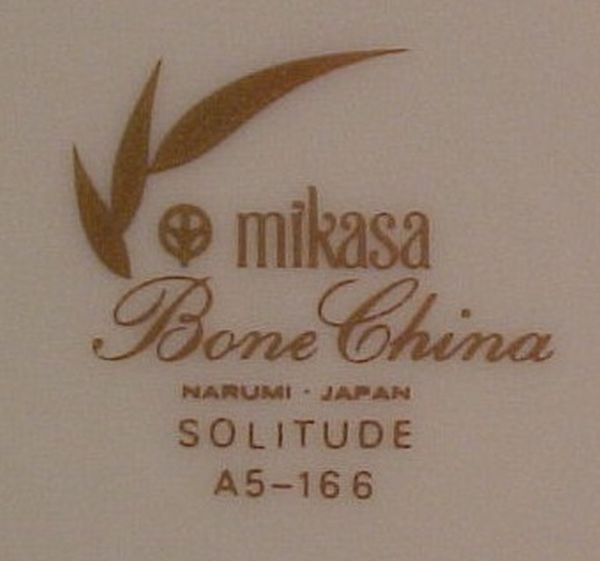 mikasa
Bone China
NARUMI · JAPAN
SOLITUDE
A5-166